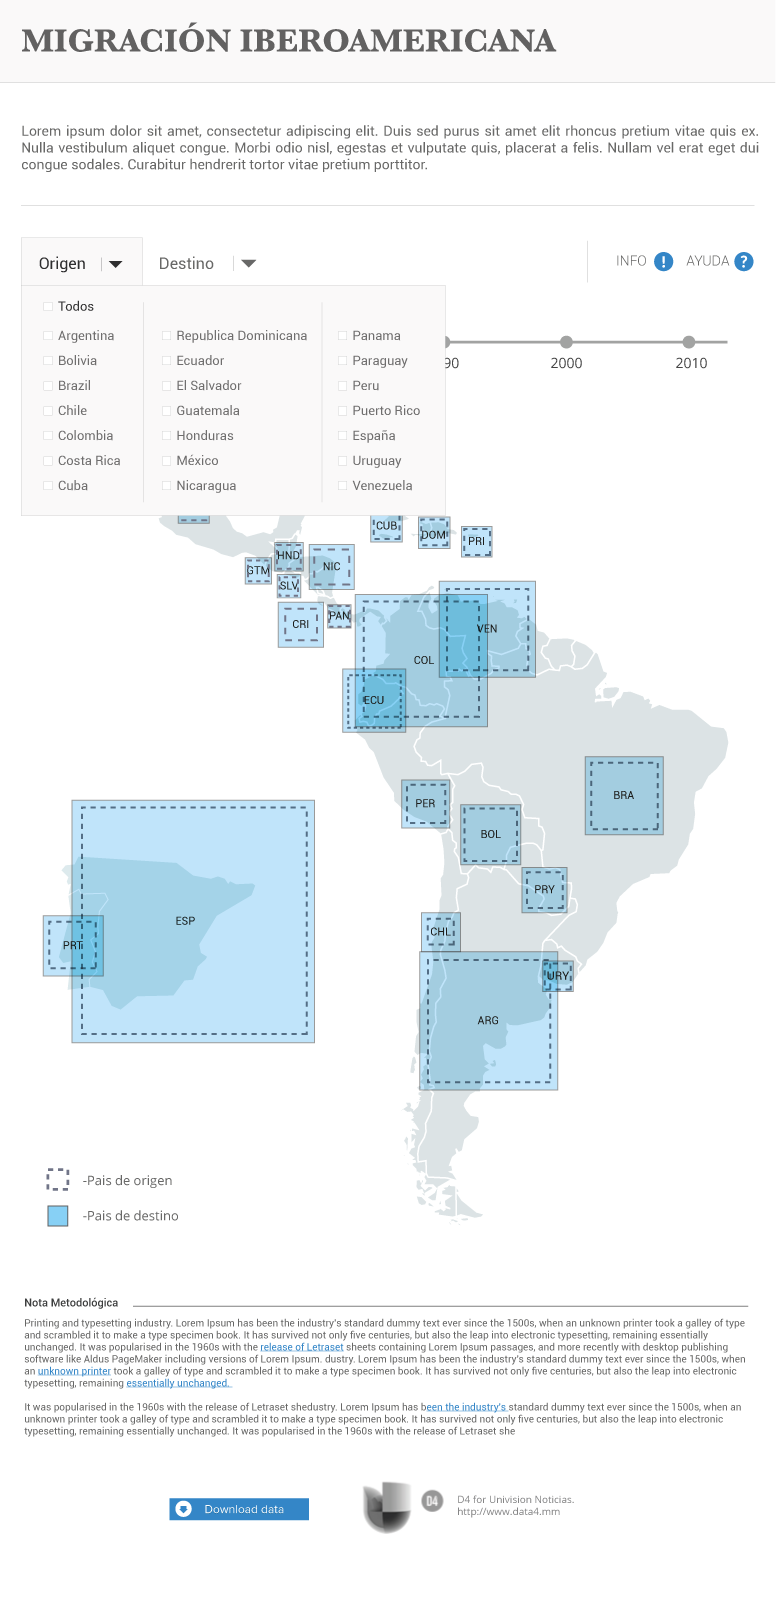 MIGRACIÓN IBEROAMERICANA
Lorem ipsum dolor sit amet, consectetur adipiscing elit. Duis sed purus sit amet elit rhoncus pretium vitae quis ex.
Nulla vestibulum aliquet congue. Morbi odio nisl, egestas et vulputate quis, placerat a felis. Nullam vel erat eget dui
congue sodales. Curabitur hendrerit tortor vitae pretium porttitor.
Origen Destino INFO ! AYUDA ?
Todos
Argentina Republica Dominicana Panama
Bolivia Ecuador Paraguay
Brazil El Salvador Peru
Chile Guatemala Puerto Rico
Colombia Honduras España
Costa Rica México Uruguay
Cuba Nicaragua Venezuela
90 2000 2010
CUB
DOM
PRI
HND
GTM
NIC
SLV
PAN
CRI
VEN
COL
ECU
BRA
PER
BOL
PRY
ESP
CHL
PRT
URY
ARG
-Pais de origen
-Pais de destino
Nota Metodológica
Printing and typesetting industry. Lorem Ipsum has been the industry's standard dummy text ever since the 1500s, when an unknown printer took a galley of type
and scrambled it to make a type specimen book. It has survived not only five centuries, but also the leap into electronic typesetting, remaining essentially
unchanged. It was popularised in the 1960s with the release of Letraset sheets containing Lorem Ipsum passages, and more recently with desktop publishing
software like Aldus PageMaker including versions of Lorem Ipsum. dustry. Lorem Ipsum has been the industry's standard dummy text ever since the 1500s, when
an unknown printer took a galley of type and scrambled it to make a type specimen book. It has survived not only five centuries, but also the leap into electronic
typesetting, remaining essentially unchanged.
It was popularised in the 1960s with the release of Letraset shedustry. Lorem Ipsum has been the industry's standard dummy text ever since the 1500s, when an
unknown printer took a galley of type and scrambled it to make a type specimen book. It has survived not only five centuries, but also the leap into electronic
typesetting, remaining essentially unchanged. It was popularised in the 1960s with the release of Letraset she
Download data
D4
D4 for Univision Noticias.
http://www.data4.mm